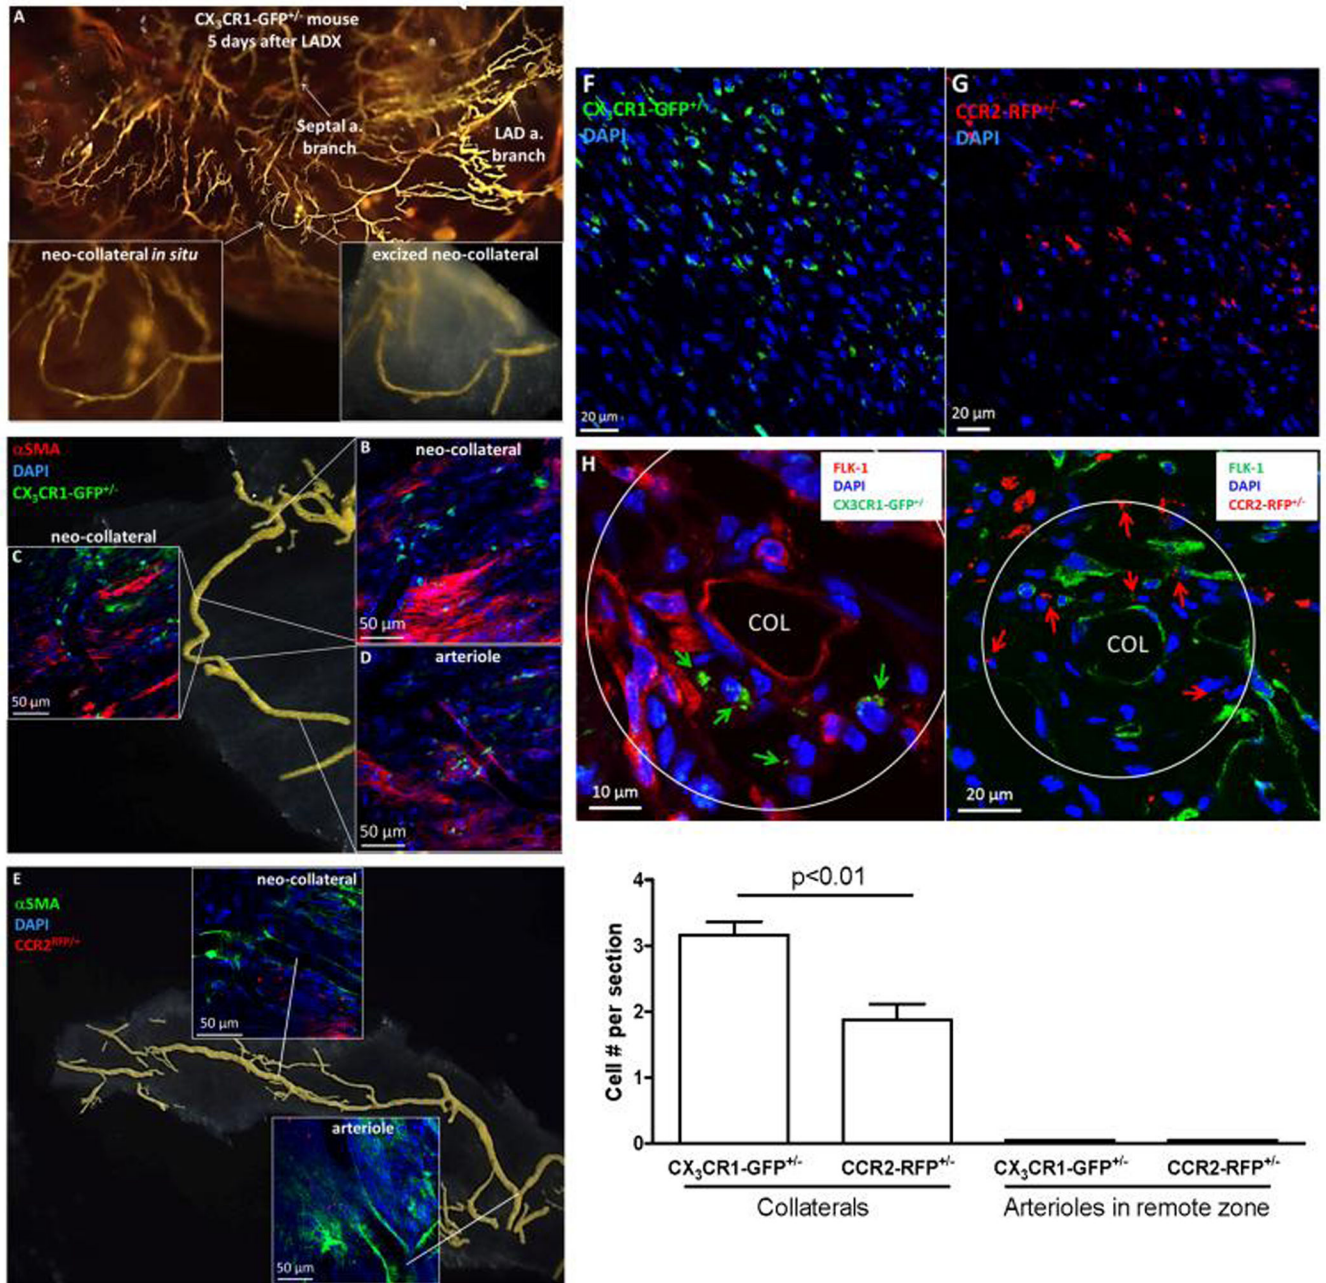 A
CX₃CR1-GFP⁺/⁻ mouse
5 days after LADX
Septal a.
branch
LAD a.
branch
neo-collateral in situ
excized neo-collateral
αSMA
DAPI
CX₃CR1-GFP⁺/⁻
B
neo-collateral
50 µm
C
neo-collateral
50 µm
D
arteriole
50 µm
E
αSMA
DAPI
CCR2ᴿᶠᴾ/⁺
neo-collateral
50 µm
arteriole
50 µm
F
CX₃CR1-GFP⁺/⁻
DAPI
20 µm
G
CCR2-RFP⁺/⁻
DAPI
20 µm
H
FLK-1
DAPI
CX3CR1-GFP⁺/
COL
10 µm
FLK-1
DAPI
CCR2-RFP⁺/⁻
COL
20 µm
p<0.01
Cell # per section
4
3
2
1
0
CX₃CR1-GFP⁺/⁻ CCR2-RFP⁺/⁻ CX₃CR1-GFP⁺/⁻ CCR2-RFP⁺/⁻
Collaterals Arterioles in remote zone